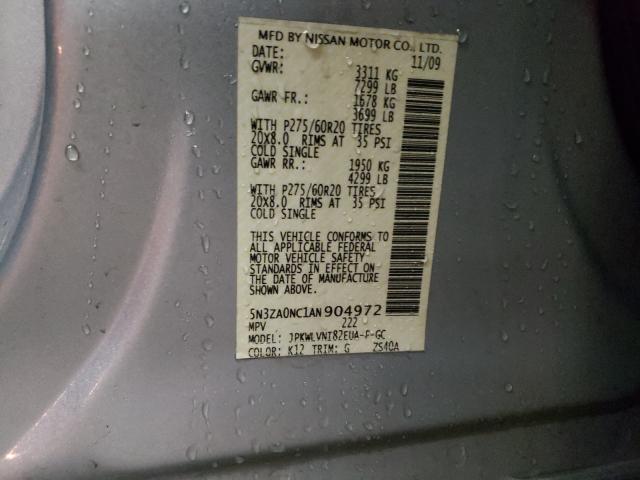 MFD BY NISSAN MOTOR CO., LTD.
DATE: 11/09
GVWR: 3311 KG
7299 LB
GAWR FR.: 1678 KG
3699 LB
WITH P275/60R20 TIRES
20X8.0 RIMS AT 35 PSI
COLD SINGLE
GAWR RR.: 1950 KG
4299 LB
WITH P275/60R20 TIRES
20X8.0 RIMS AT 35 PSI
COLD SINGLE
THIS VEHICLE CONFORMS TO
ALL APPLICABLE FEDERAL
MOTOR VEHICLE SAFETY
STANDARDS IN EFFECT ON
THE DATE OF MANUFACTURE
SHOWN ABOVE.
5N3ZA0NC1AN904972
MPV 222
MODEL: JPKWLVNI82EUA-F-GC
COLOR: K12 TRIM: G ZS40A